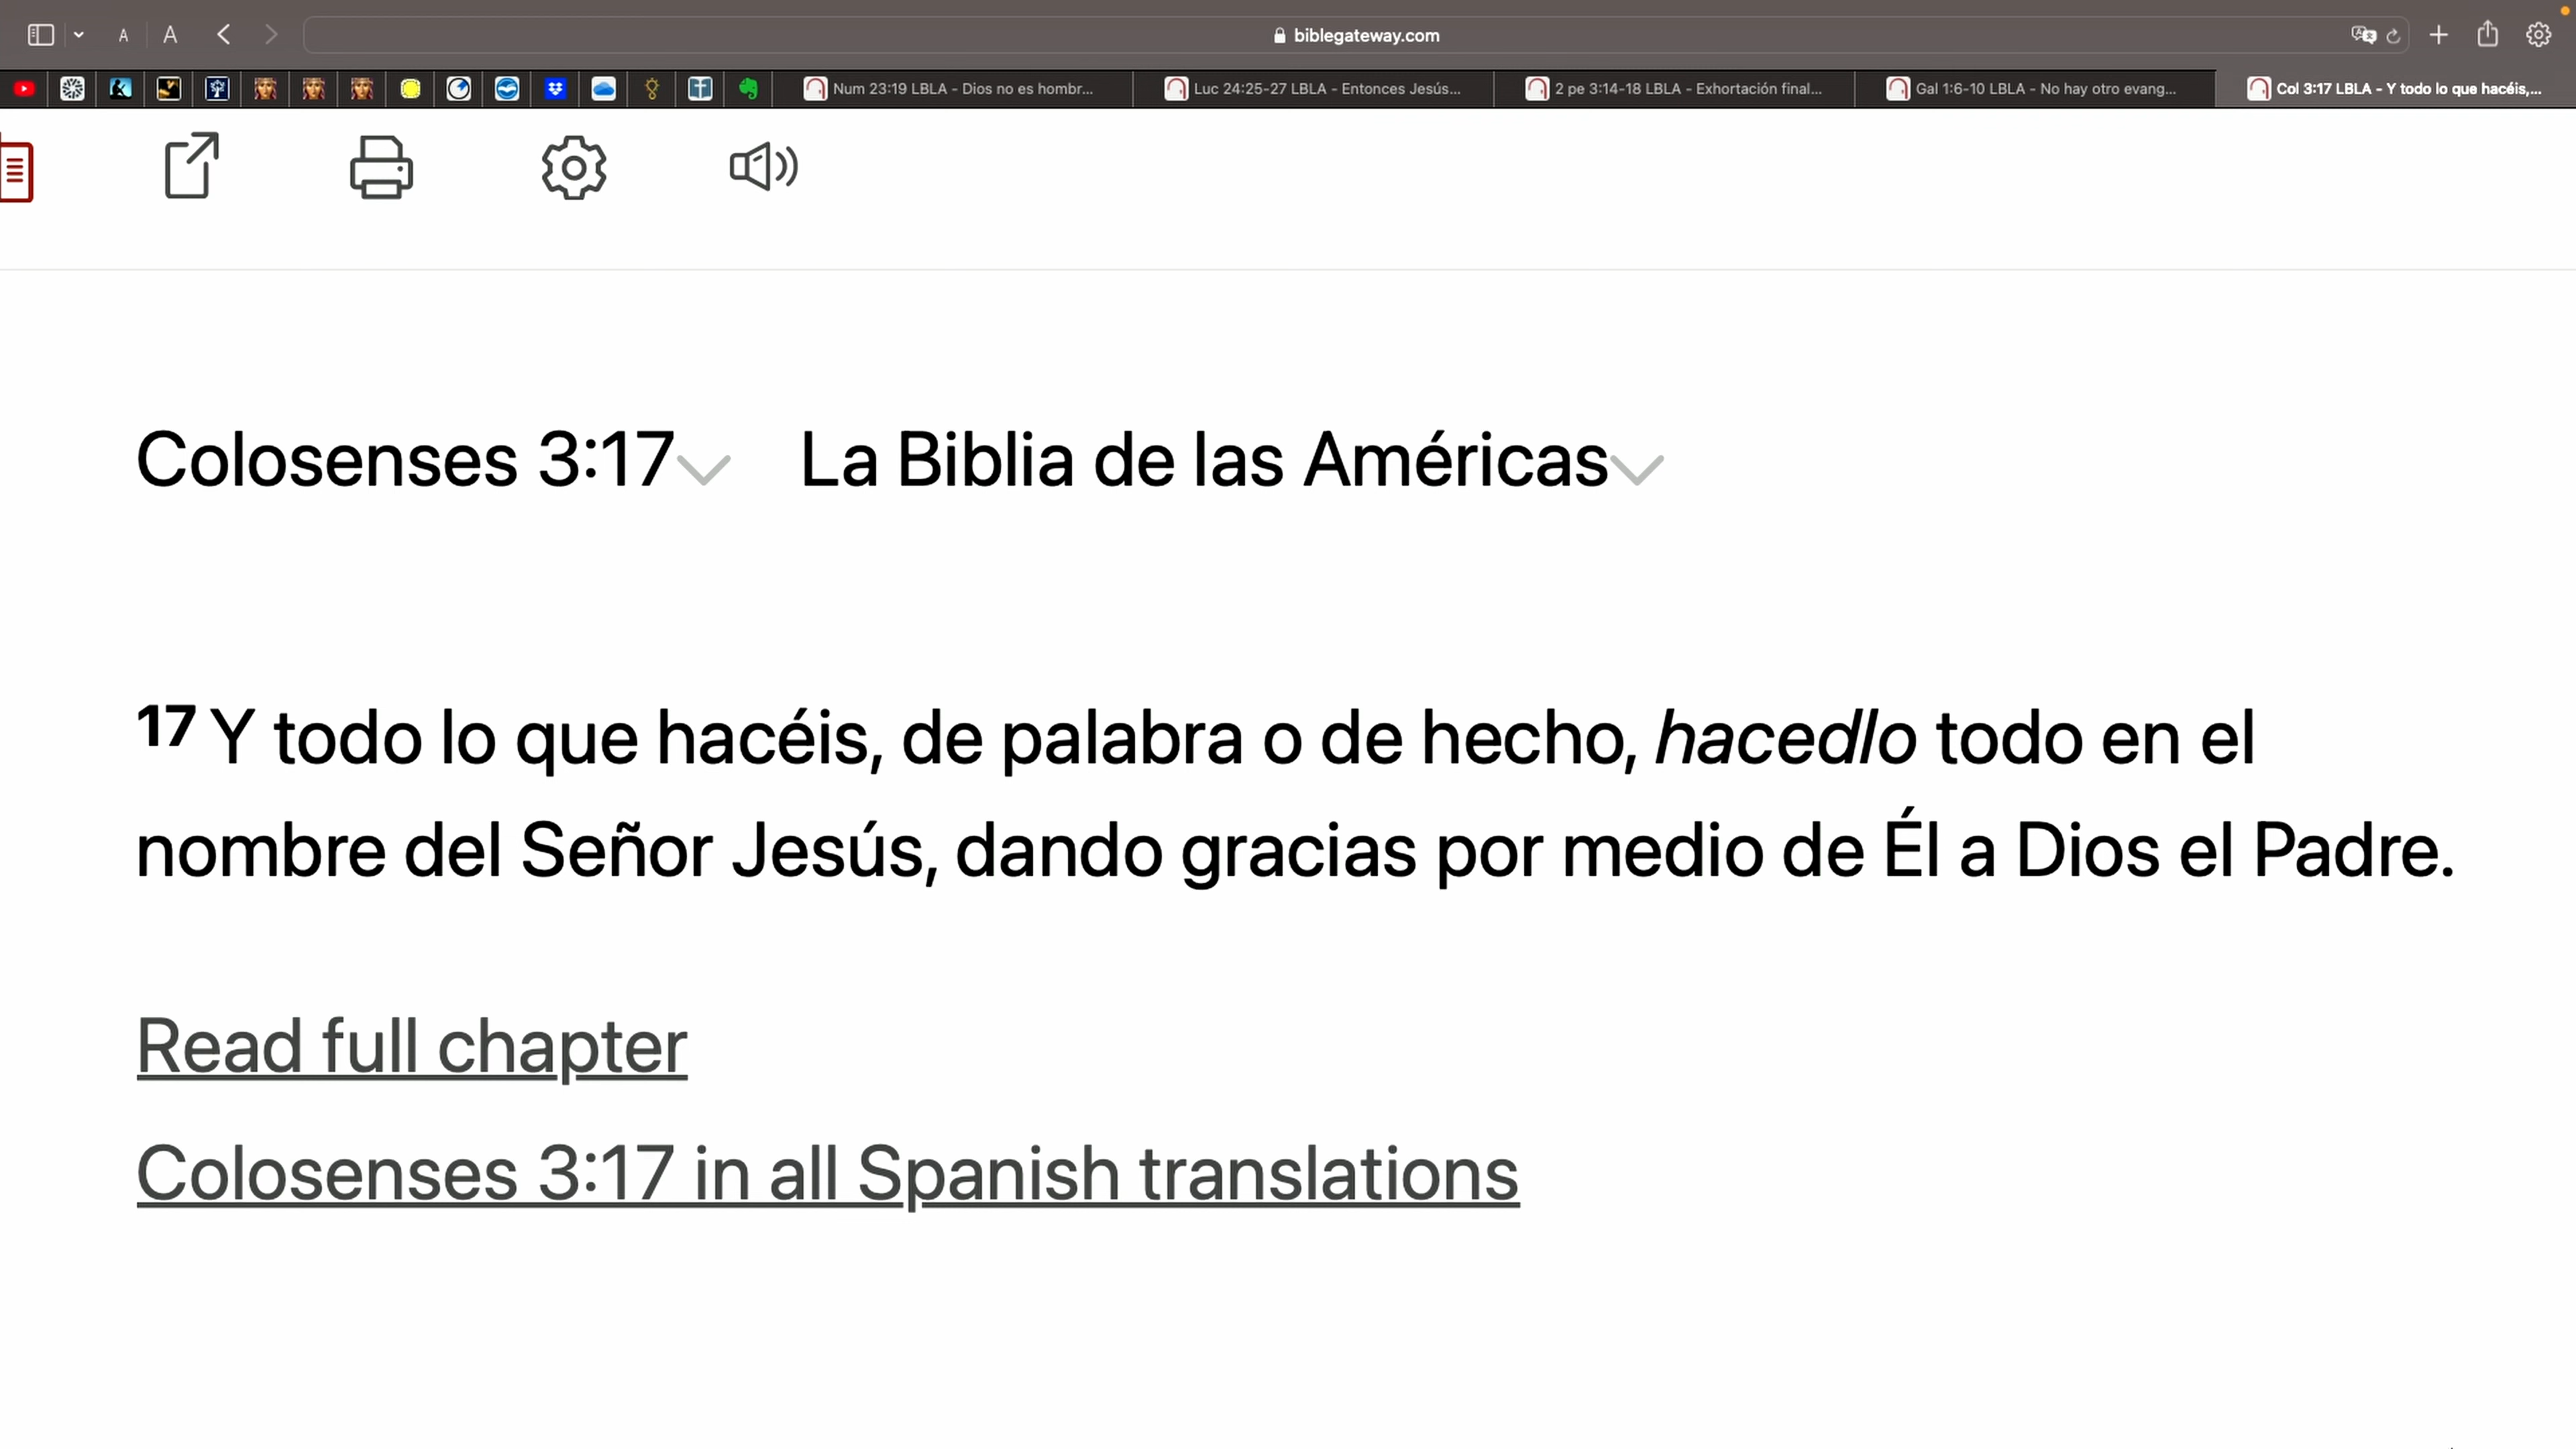 A A biblegateway.com
Num 23:19 LBLA - Dios no es hombr... Luc 24:25-27 LBLA - Entonces Jesús... 2 pe 3:14-18 LBLA - Exhortación final... Gal 1:6-10 LBLA - No hay otro evang... Col 3:17 LBLA - Y todo lo que hacéis,...
Colosenses 3:17 La Biblia de las Américas
17 Y todo lo que hacéis, de palabra o de hecho, hacedlo todo en el
nombre del Señor Jesús, dando gracias por medio de Él a Dios el Padre.
Read full chapter
Colosenses 3:17 in all Spanish translations